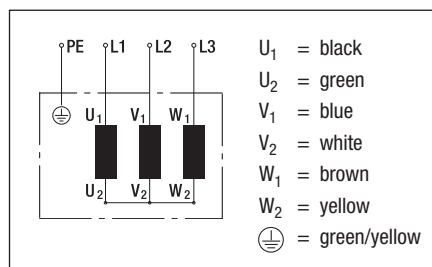 PE L1 L2 L3
U₁ V₁ W₁
U₂ V₂ W₂
U₁ = black
U₂ = green
V₁ = blue
V₂ = white
W₁ = brown
W₂ = yellow
= green/yellow